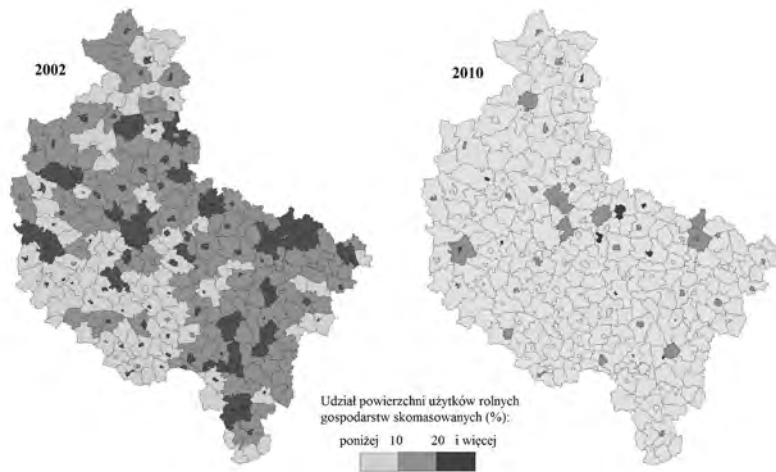 2002
2010
Udział powierzchni użytków rolnych
gospodarstw skomasowanych (%):
poniżej 10 20 i więcej